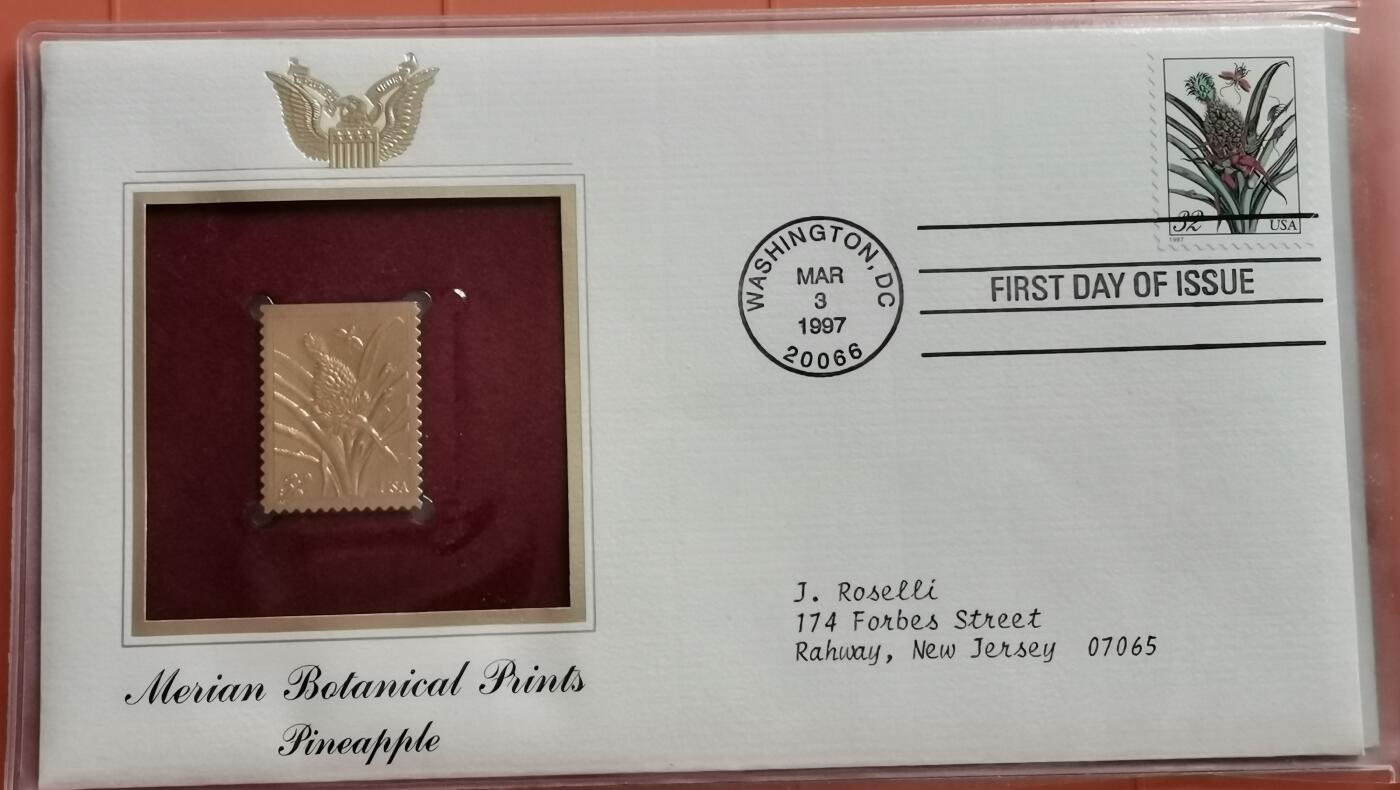 32 USA
1997
WASHINGTON, DC
MAR
3
1997
20066
FIRST DAY OF ISSUE
32 USA
J. Roselli
174 Forbes Street
Rahway, New Jersey 07065
Merian Botanical Prints
Pineapple